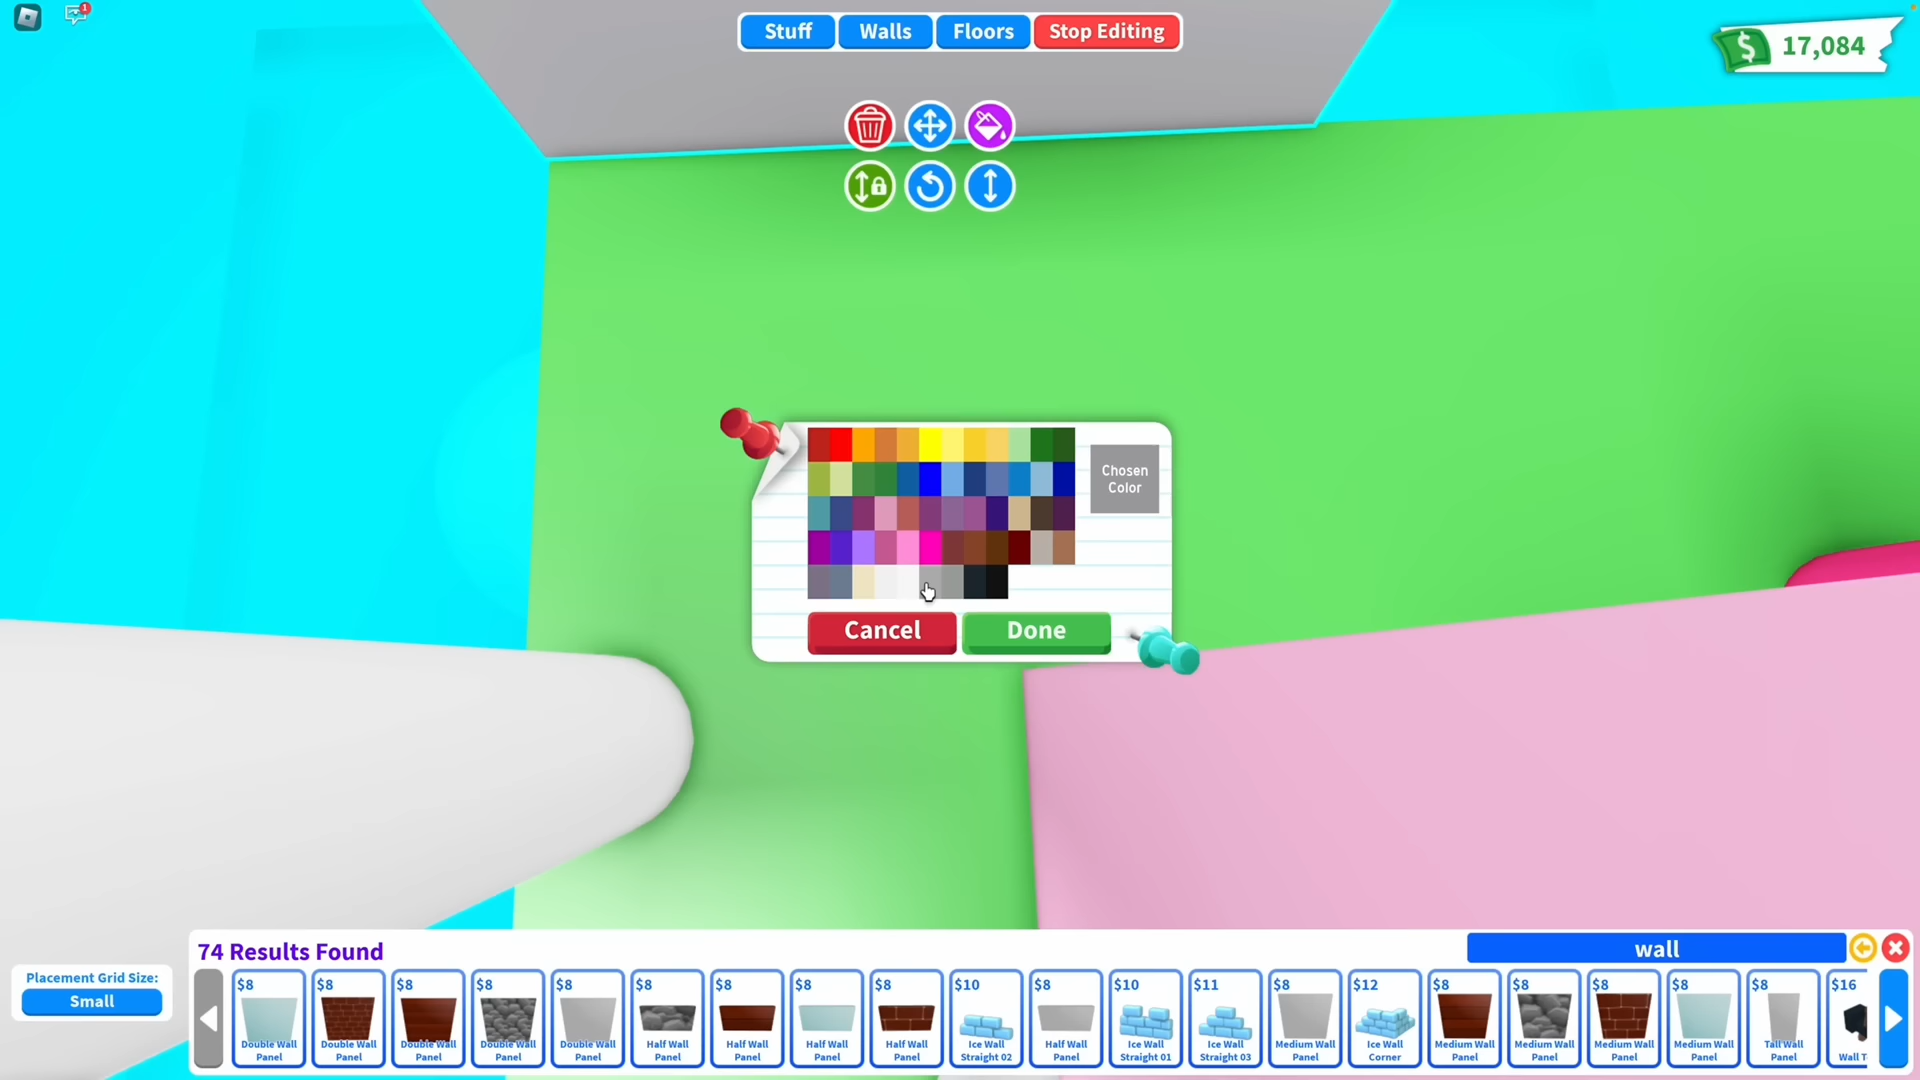 1
Stuff
Walls
Floors
Stop Editing
$ 17,084
Chosen
Color
Cancel
Done
74 Results Found
wall
Placement Grid Size:
Small
$8
Double Wall
Panel
$8
Double Wall
Panel
$8
Double Wall
Panel
$8
Double Wall
Panel
$8
Double Wall
Panel
$8
Half Wall
Panel
$8
Half Wall
Panel
$8
Half Wall
Panel
$8
Half Wall
Panel
$10
Ice Wall
Straight 02
$8
Half Wall
Panel
$10
Ice Wall
Straight 01
$11
Ice Wall
Straight 03
$8
Medium Wall
Panel
$12
Ice Wall
Corner
$8
Medium Wall
Panel
$8
Medium Wall
Panel
$8
Medium Wall
Panel
$8
Medium Wall
Panel
$8
Tall Wall
Panel
$16
Wall T